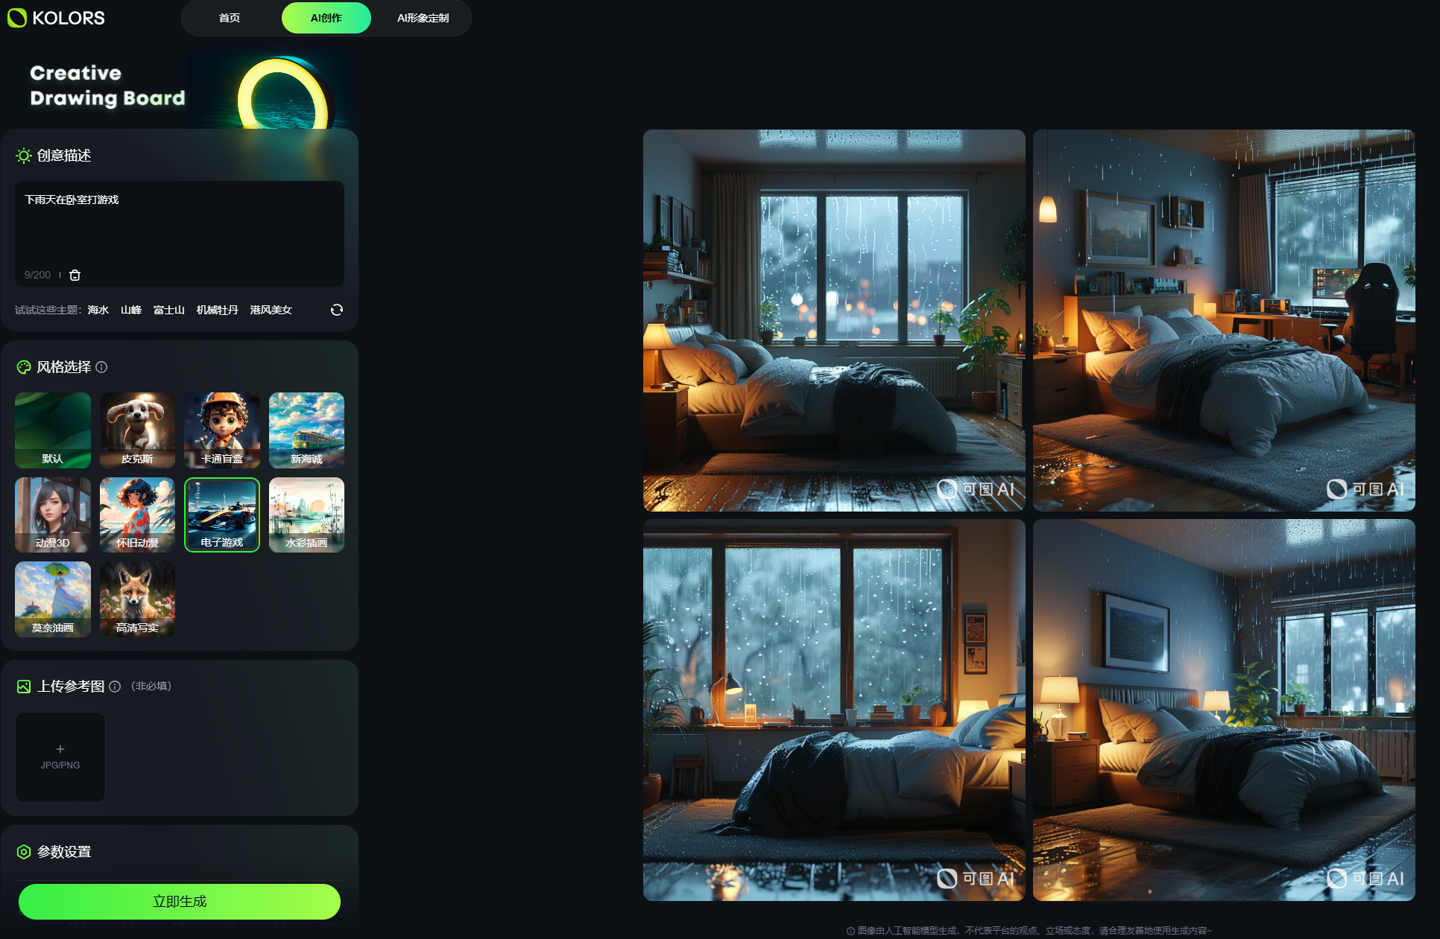 KOLORS
首页
AI创作
AI形象定制
Creative
Drawing Board
创意描述
下雨天在卧室打游戏
9/200
试试这些主题: 海水 山峰 富士山 机械牡丹 港风美女
风格选择
默认
皮克斯
卡通盲盒
新海诚
动漫3D
怀旧动漫
电子游戏
水彩插画
莫奈油画
高清写实
上传参考图 (非必填)
+
JPG/PNG
参数设置
立即生成
可图 AI
可图 AI
可图 AI
可图 AI
图像由人工智能模型生成，不代表平台的观点、立场或态度，请合理友善地使用生成内容~